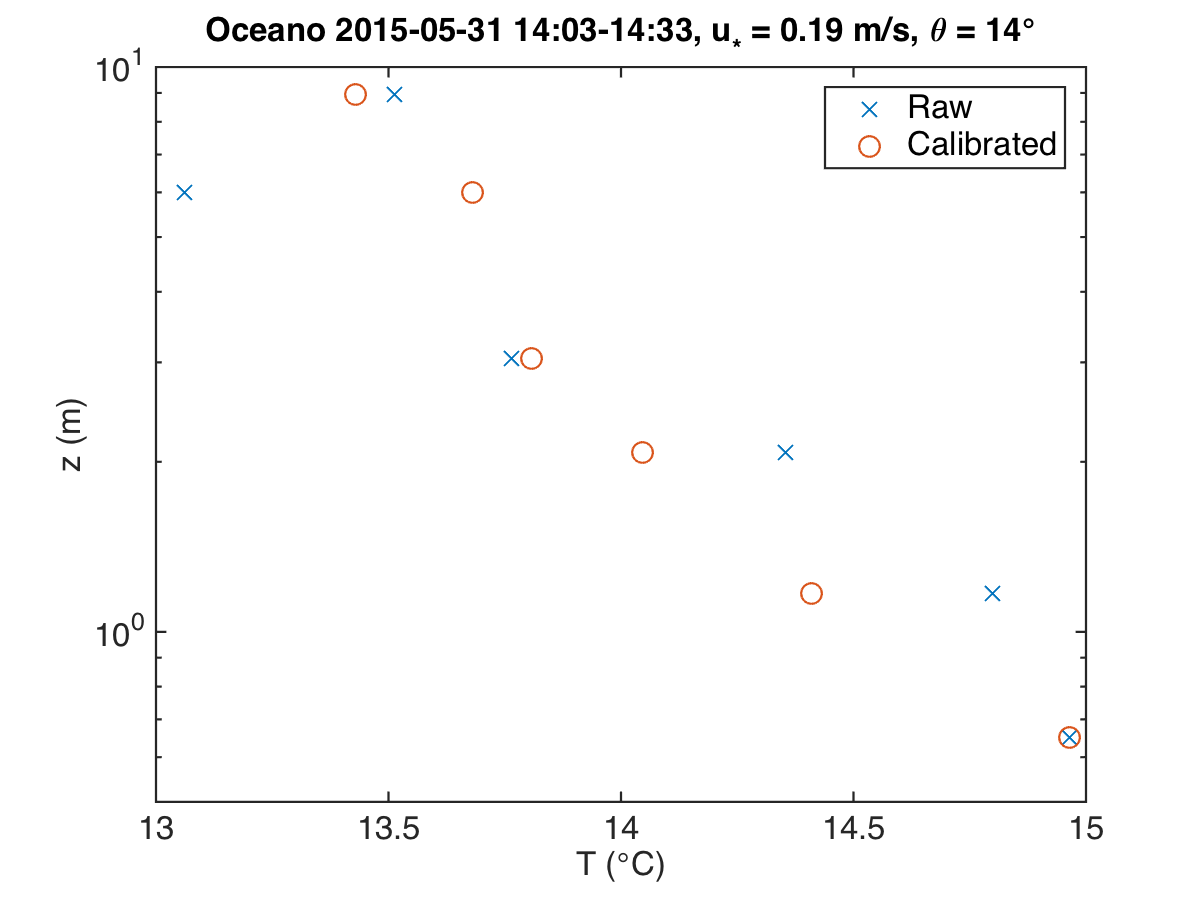 Oceano 2015-05-31 14:03-14:33, u* = 0.19 m/s, θ = 14°
10¹
Raw
Calibrated
z (m)
10⁰
13 13.5 14 14.5 15
T (°C)